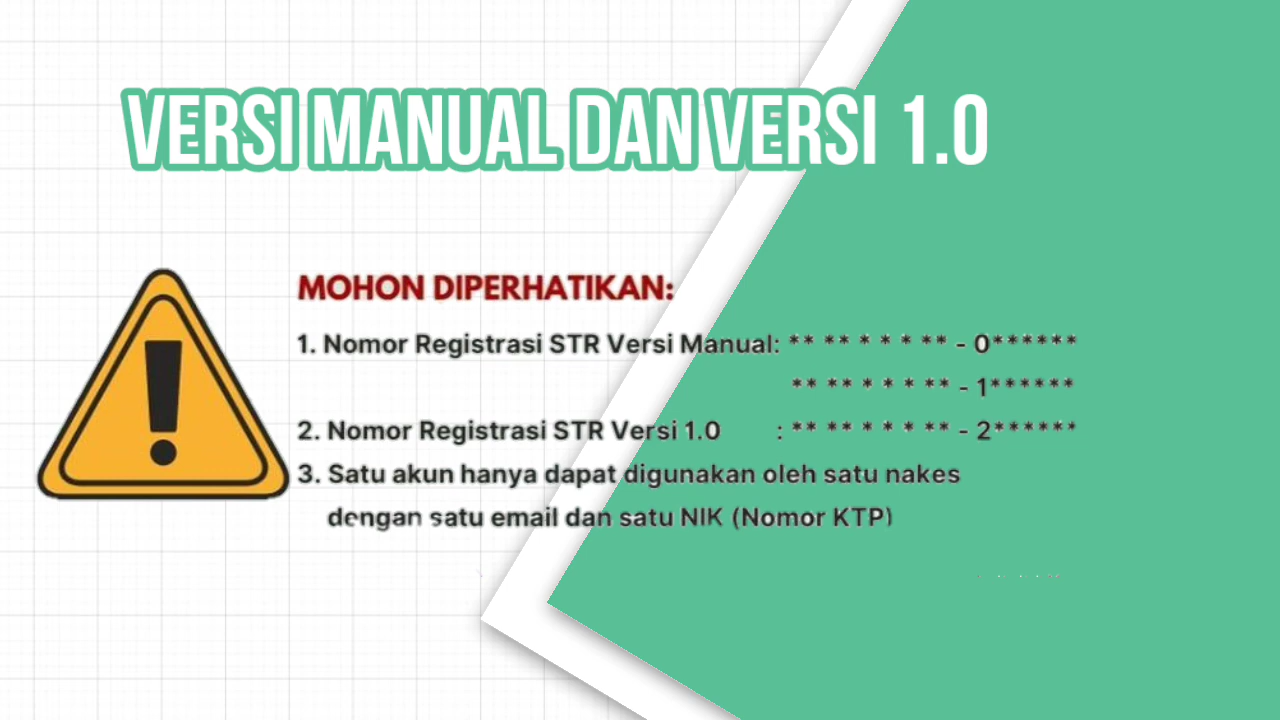 VERSI MANUAL DAN VERSI 1.0
MOHON DIPERHATIKAN:
1. Nomor Registrasi STR Versi Manual: ** ** * * * ** - 0******
** ** * * * ** - 1******
2. Nomor Registrasi STR Versi 1.0 : ** ** * * * ** - 2******
3. Satu akun hanya dapat digunakan oleh satu nakes
dengan satu email dan satu NIK (Nomor KTP)